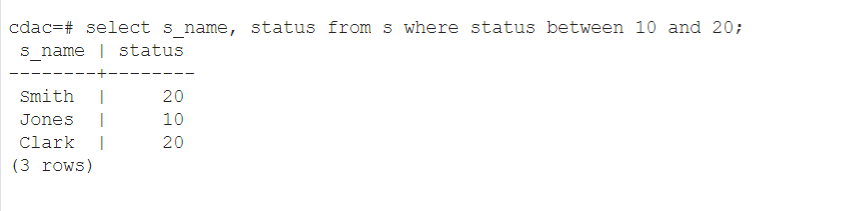 cdac=# select s_name, status from s where status between 10 and 20;
 s_name | status
--------+--------
 Smith  |     20
 Jones  |     10
 Clark  |     20
(3 rows)